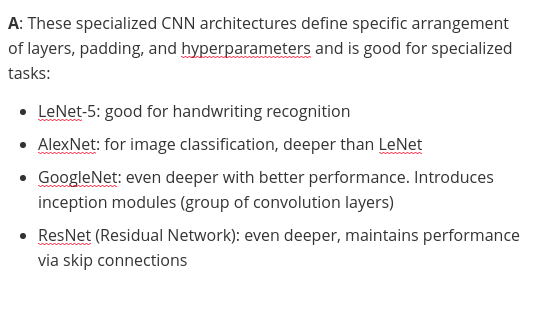 A: These specialized CNN architectures define specific arrangement
of layers, padding, and hyperparameters and is good for specialized
tasks:
• LeNet-5: good for handwriting recognition
• AlexNet: for image classification, deeper than LeNet
• GoogleNet: even deeper with better performance. Introduces
inception modules (group of convolution layers)
• ResNet (Residual Network): even deeper, maintains performance
via skip connections